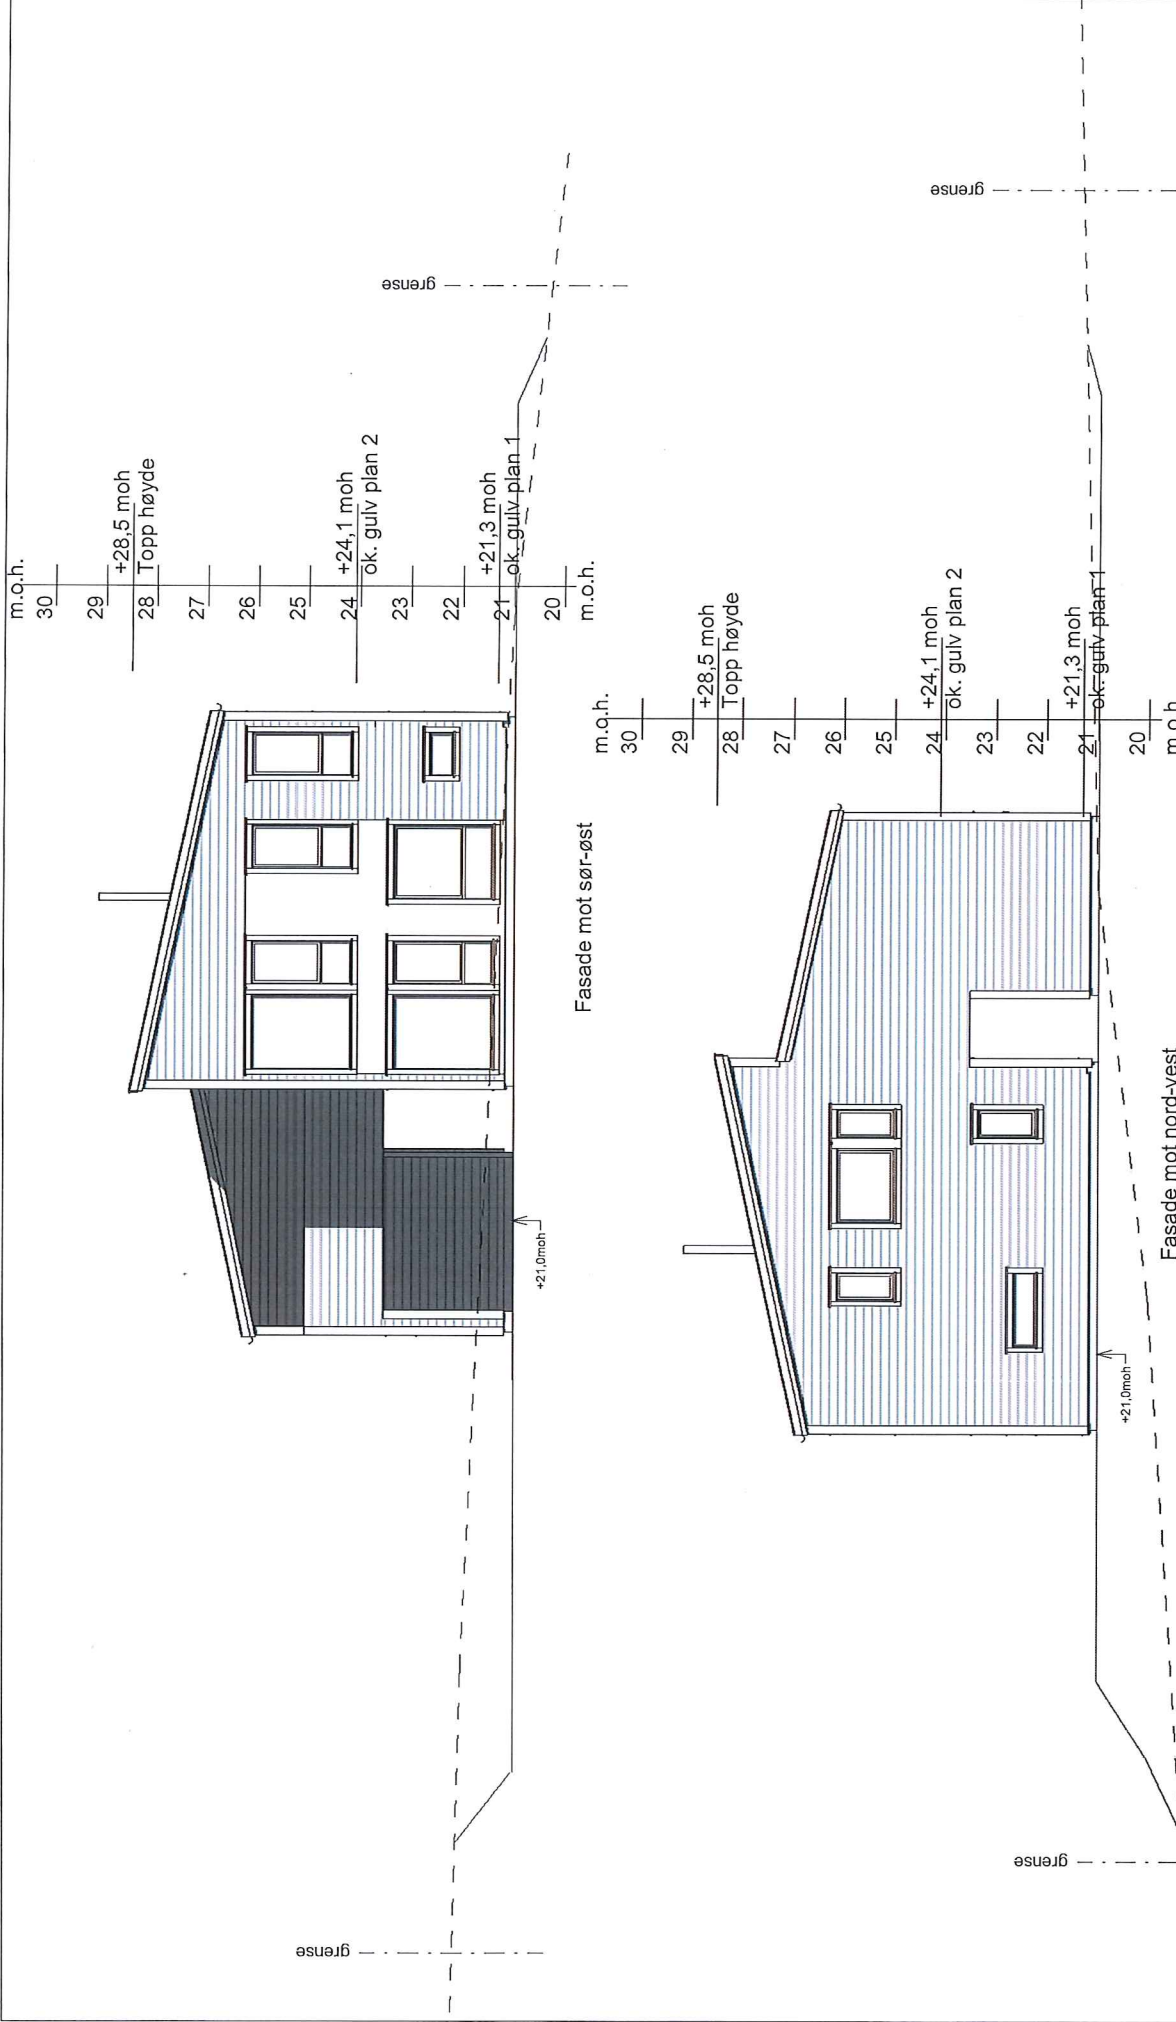 m.o.h.
30
29
28
27
26
25
24
23
22
21
20
m.o.h.
+28,5 moh
Topp høyde
+24,1 moh
ok. gulv plan 2
+21,3 moh
ok. gulv plan 1
grense
grense
+21,0moh
Fasade mot sør-øst
m.o.h.
30
29
28
27
26
25
24
23
22
21
20
m.o.h.
+28,5 moh
Topp høyde
+24,1 moh
ok. gulv plan 2
+21,3 moh
ok. gulv plan 1
grense
grense
+21,0moh
Fasade mot nord-vest